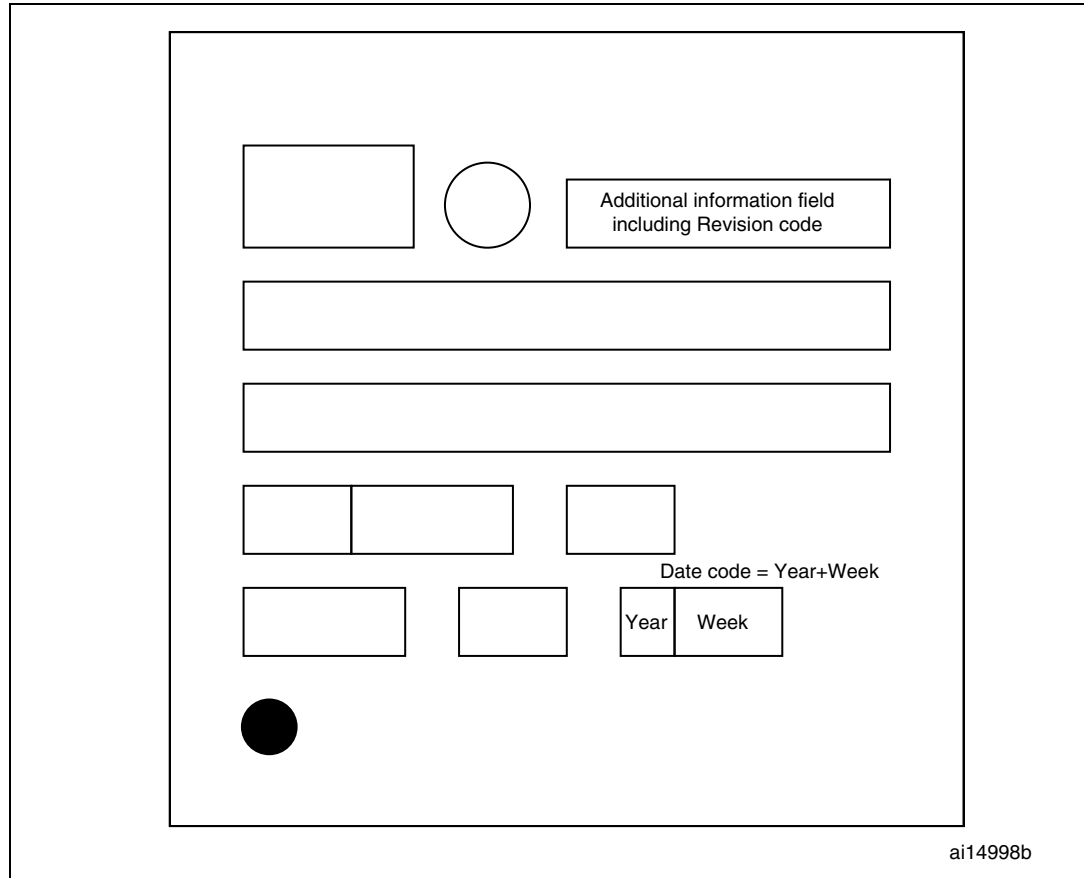 Additional information field
including Revision code
Date code = Year+Week
Year Week
ai14998b